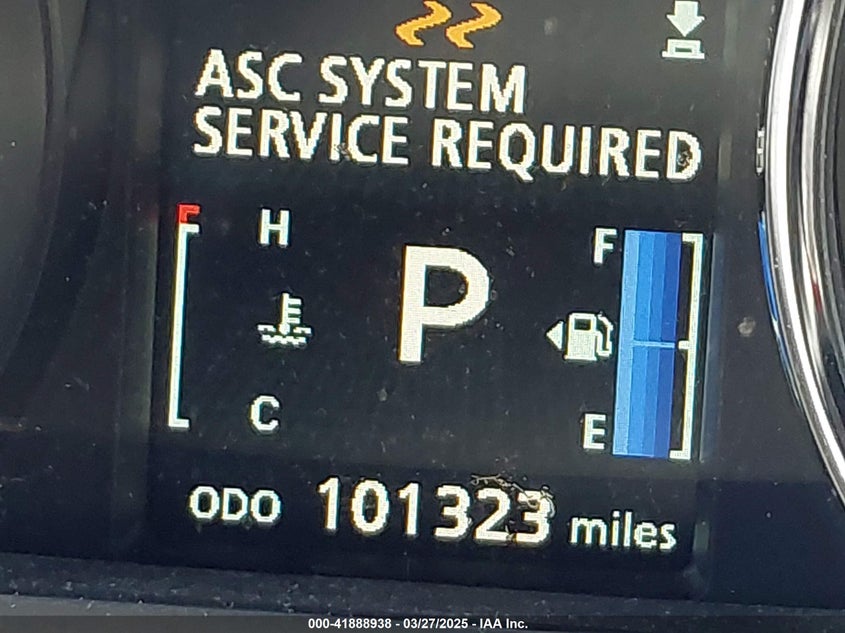 ASC SYSTEM
SERVICE REQUIRED
H
F
P
C
E
ODO 101323 miles
000-41888938 - 03/27/2025 - IAA Inc.